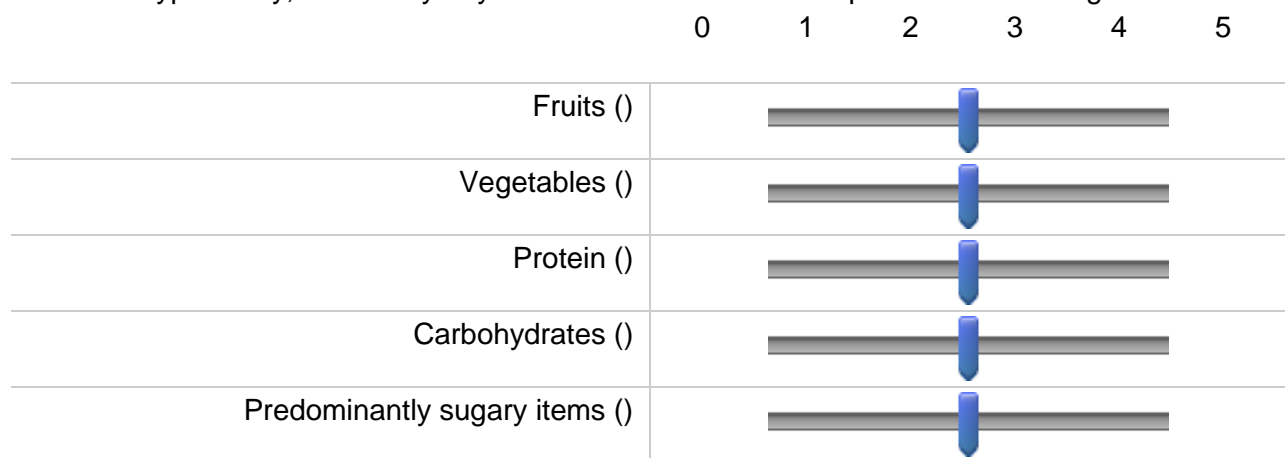 0 1 2 3 4 5
Fruits ()
Vegetables ()
Protein ()
Carbohydrates ()
Predominantly sugary items ()